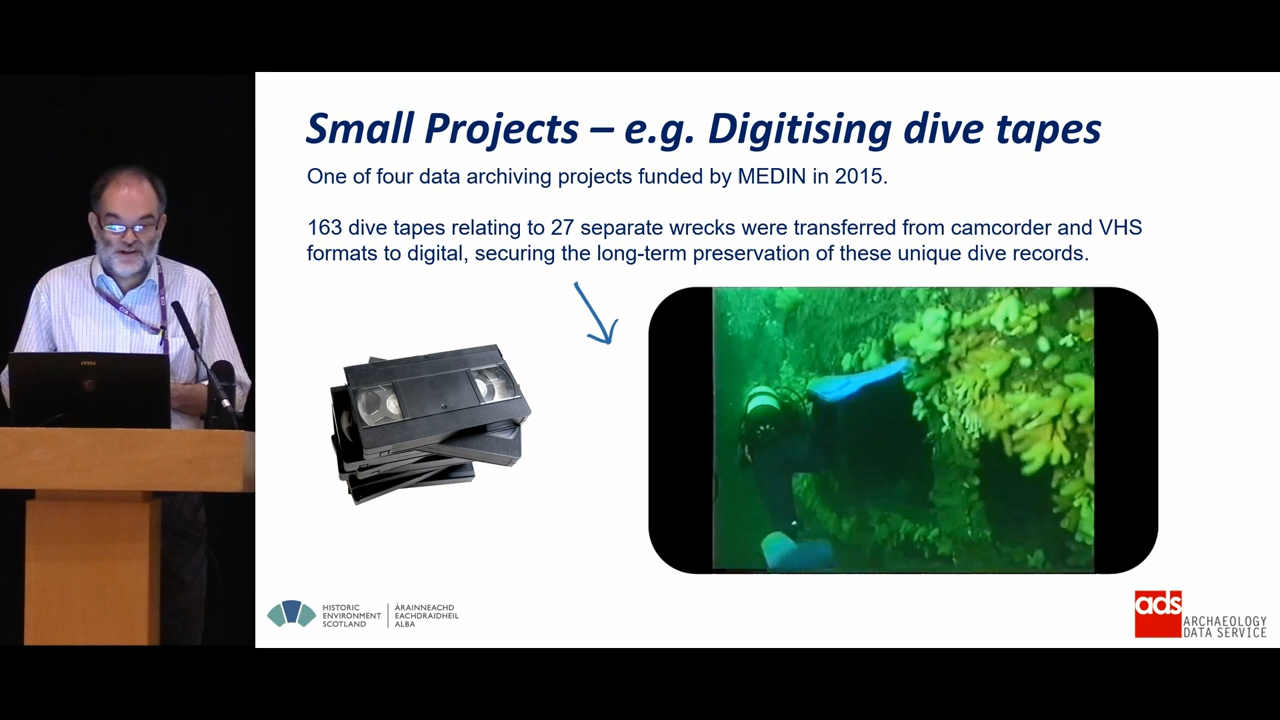 Small Projects – e.g. Digitising dive tapes
One of four data archiving projects funded by MEDIN in 2015.
163 dive tapes relating to 27 separate wrecks were transferred from camcorder and VHS
formats to digital, securing the long-term preservation of these unique dive records.
msi
HISTORIC
ENVIRONMENT
SCOTLAND
ÀRAINNEACHD
EACHDRAIDHEIL
ALBA
ads
ARCHAEOLOGY
DATA SERVICE